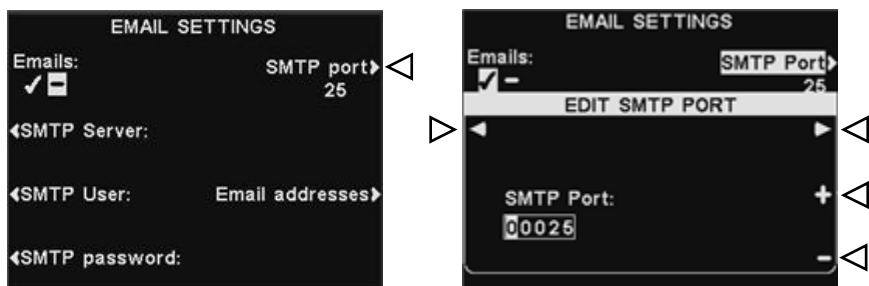 EMAIL SETTINGS
Emails:
SMTP port
25
SMTP Server:
SMTP User:
Email addresses
SMTP password:
EMAIL SETTINGS
Emails:
SMTP Port
25
EDIT SMTP PORT
SMTP Port:
00025